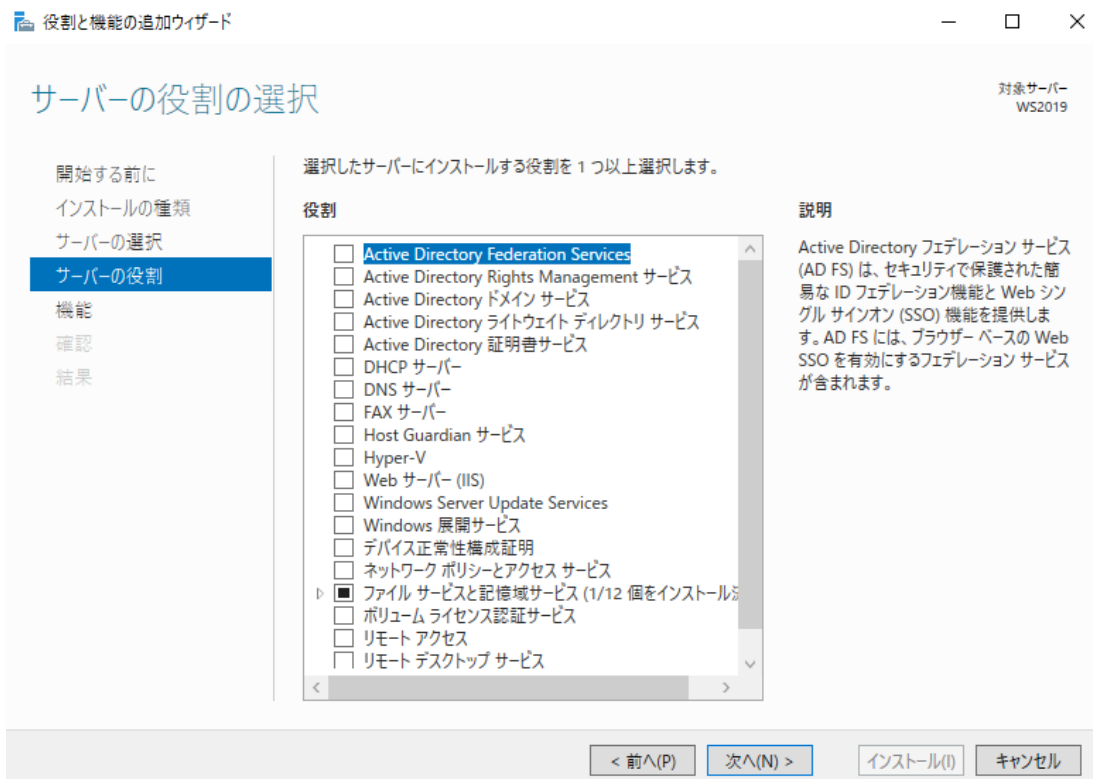 役割と機能の追加ウィザード
サーバーの役割の選択
対象サーバー
WS2019
開始する前に
インストールの種類
サーバーの選択
サーバーの役割
機能
確認
結果
選択したサーバーにインストールする役割を 1 つ以上選択します。
役割
Active Directory Federation Services
Active Directory Rights Management サービス
Active Directory ドメイン サービス
Active Directory ライトウェイト ディレクトリ サービス
Active Directory 証明書サービス
DHCP サーバー
DNS サーバー
FAX サーバー
Host Guardian サービス
Hyper-V
Web サーバー (IIS)
Windows Server Update Services
Windows 展開サービス
デバイス正常性構成証明
ネットワーク ポリシーとアクセス サービス
ファイル サービスと記憶域サービス (1/12 個をインストール
ボリューム ライセンス認証サービス
リモート アクセス
リモート デスクトップ サービス
説明
Active Directory フェデレーション サービス
(AD FS) は、セキュリティで保護された簡
易な ID フェデレーション機能と Web シン
グル サインオン (SSO) 機能を提供しま
す。AD FS には、ブラウザー ベースの Web
SSO を有効にするフェデレーション サービス
が含まれます。
< 前へ(P)
次へ(N) >
インストール(I)
キャンセル